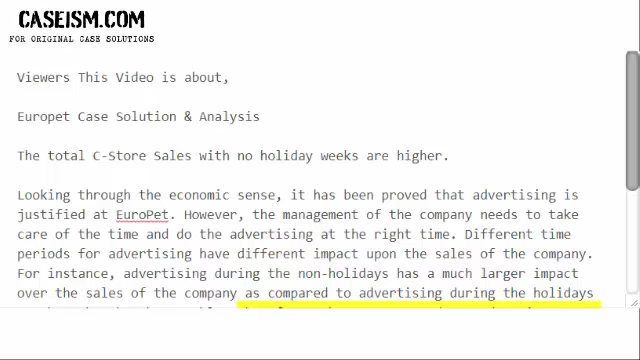 CASEISM.COM
FOR ORIGINAL CASE SOLUTIONS
Viewers This Video is about,
Europet Case Solution & Analysis
The total C-Store Sales with no holiday weeks are higher.
Looking through the economic sense, it has been proved that advertising is
justified at EuroPet. However, the management of the company needs to take
care of the time and do the advertising at the right time. Different time
periods for advertising have different impact upon the sales of the company.
For instance, advertising during the non-holidays has a much larger impact
over the sales of the company as compared to advertising during the holidays